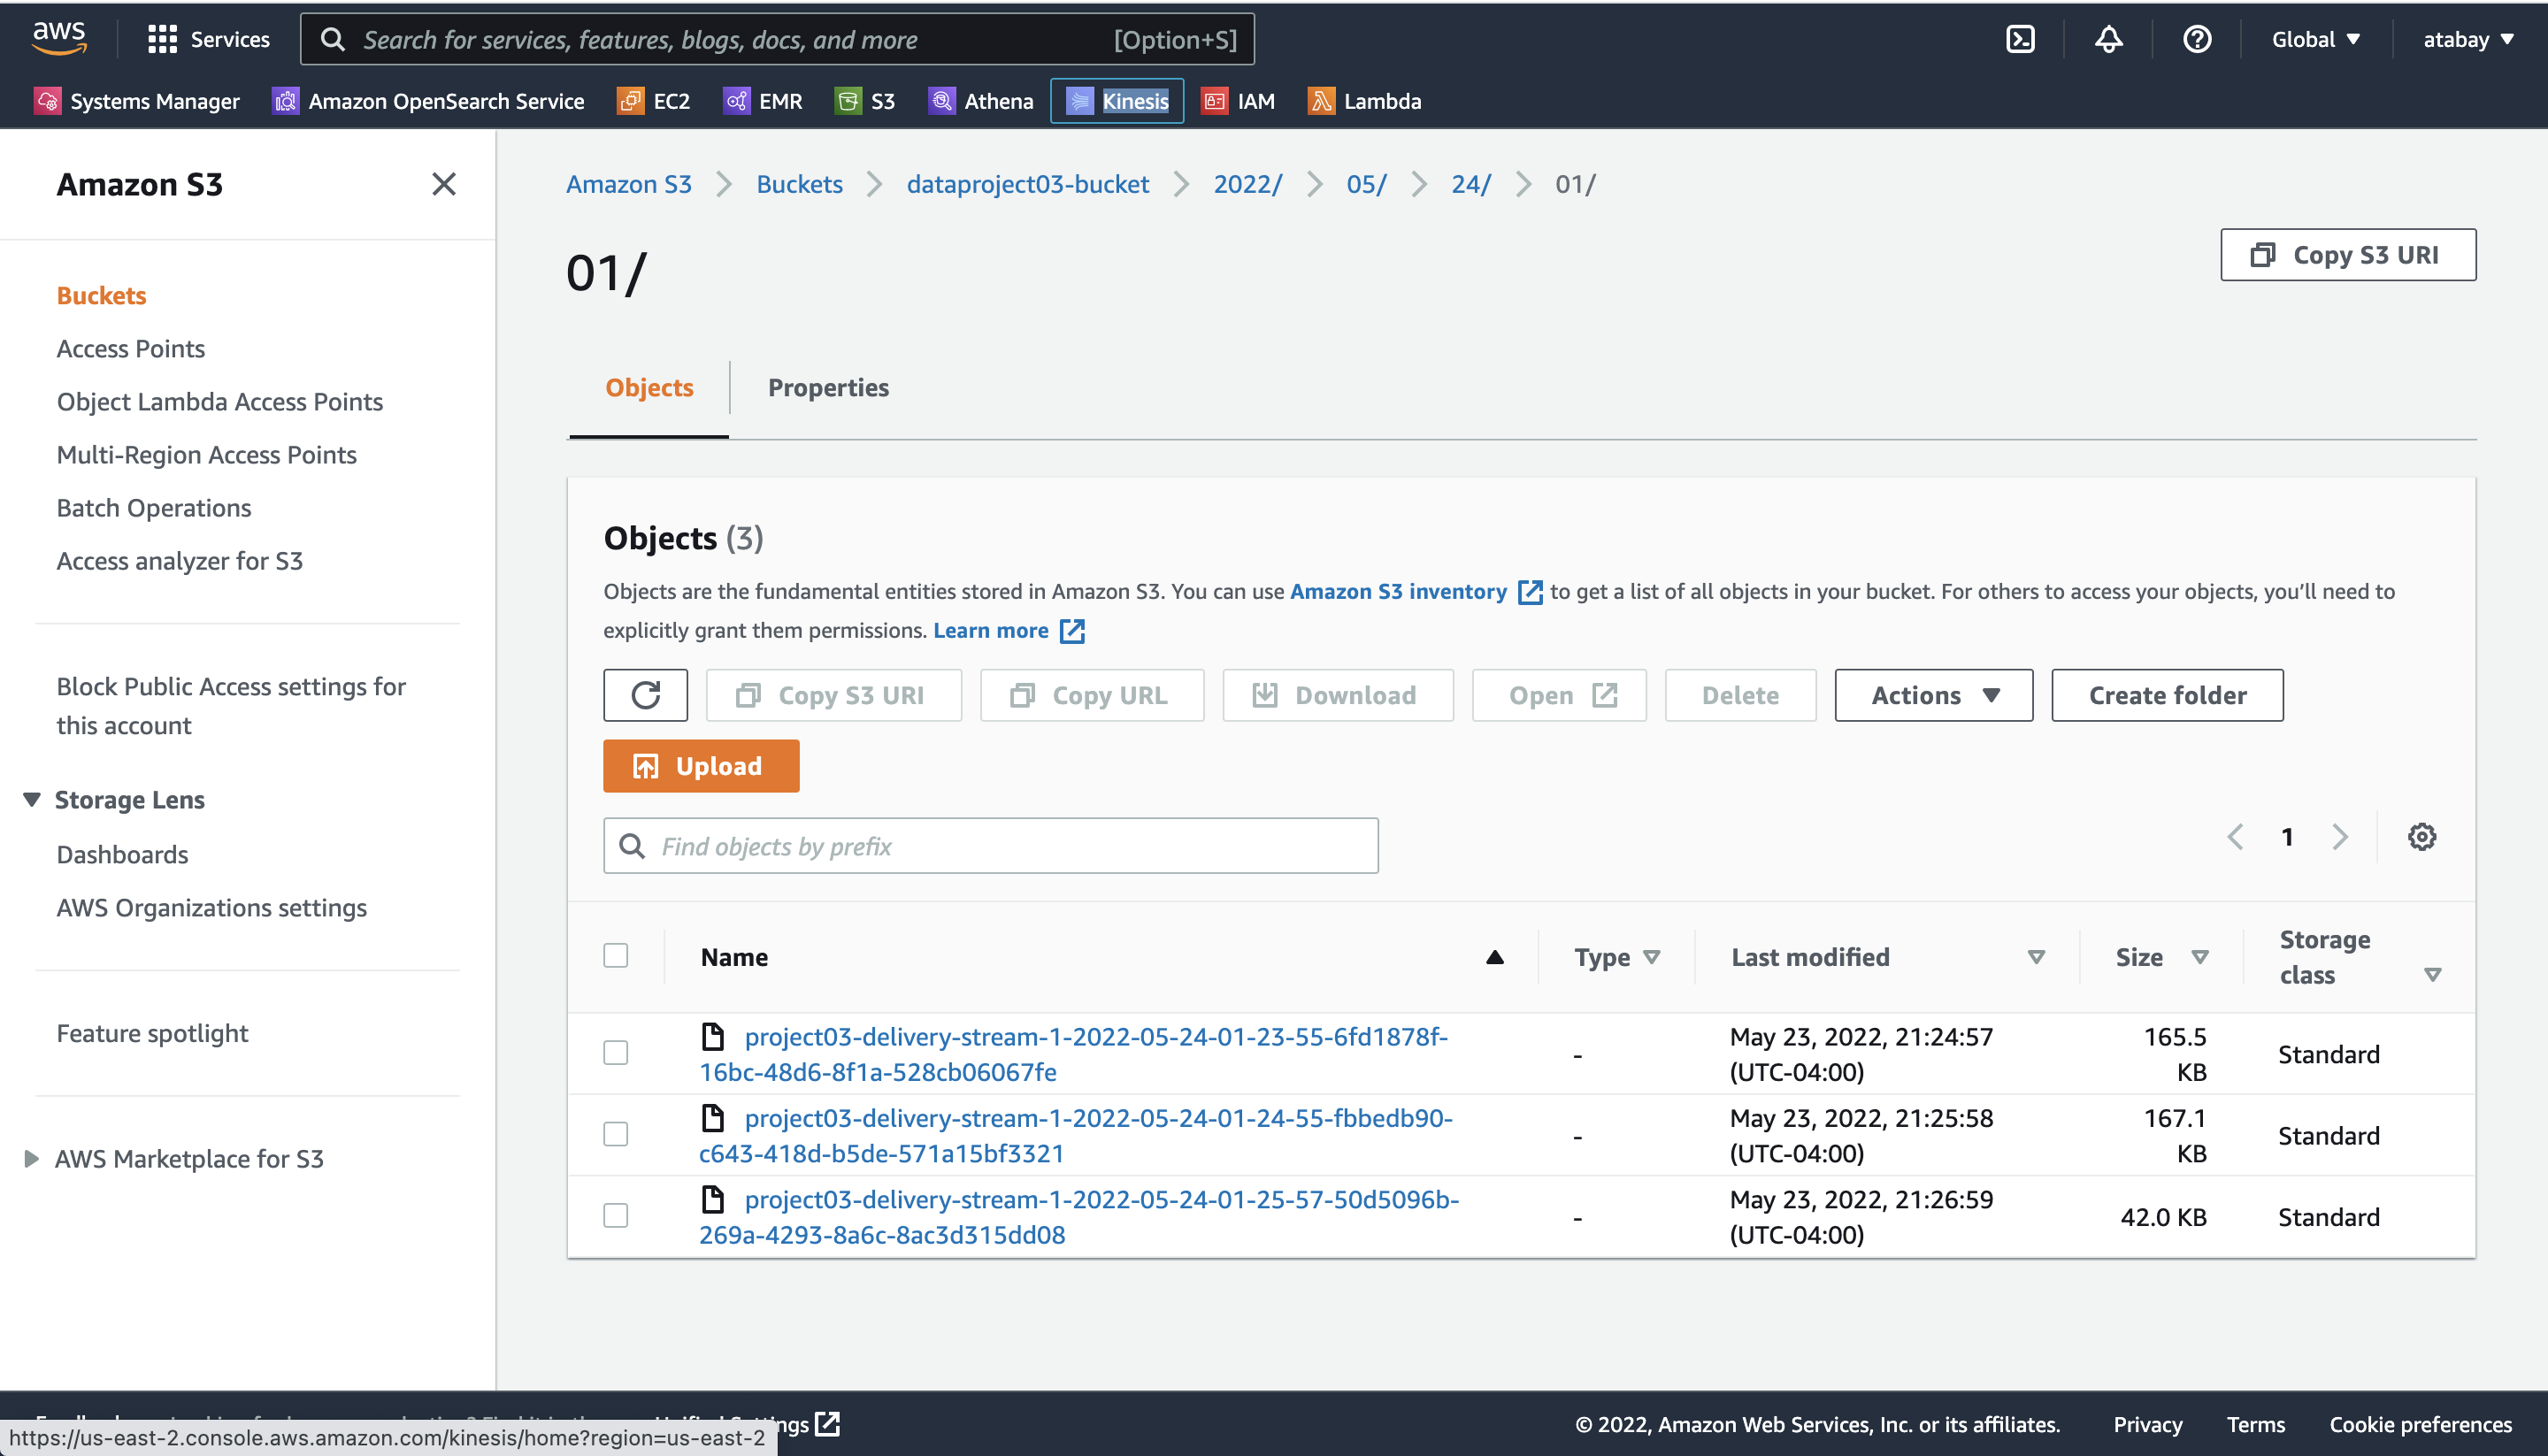 aws
Services
Search for services, features, blogs, docs, and more [Option+S]
Global
atabay
Systems Manager
Amazon OpenSearch Service
EC2
EMR
S3
Athena
Kinesis
IAM
Lambda
Amazon S3
Buckets
Access Points
Object Lambda Access Points
Multi-Region Access Points
Batch Operations
Access analyzer for S3
Block Public Access settings for
this account
Storage Lens
Dashboards
AWS Organizations settings
Feature spotlight
AWS Marketplace for S3
Amazon S3 Buckets dataproject03-bucket 2022/ 05/ 24/ 01/
01/
Copy S3 URI
Objects
Properties
Objects (3)
Objects are the fundamental entities stored in Amazon S3. You can use Amazon S3 inventory to get a list of all objects in your bucket. For others to access your objects, you'll need to
explicitly grant them permissions. Learn more
Copy S3 URI
Copy URL
Download
Open
Delete
Actions
Create folder
Upload
Find objects by prefix
1
Name
Type
Last modified
Size
Storage
class
project03-delivery-stream-1-2022-05-24-01-23-55-6fd1878f-
16bc-48d6-8f1a-528cb06067fe
-
May 23, 2022, 21:24:57
(UTC-04:00)
165.5
KB
Standard
project03-delivery-stream-1-2022-05-24-01-24-55-fbbedb90-
c643-418d-b5de-571a15bf3321
-
May 23, 2022, 21:25:58
(UTC-04:00)
167.1
KB
Standard
project03-delivery-stream-1-2022-05-24-01-25-57-50d5096b-
269a-4293-8a6c-8ac3d315dd08
-
May 23, 2022, 21:26:59
(UTC-04:00)
42.0 KB
Standard
© 2022, Amazon Web Services, Inc. or its affiliates.
Privacy
Terms
Cookie preferences
https://us-east-2.console.aws.amazon.com/kinesis/home?region=us-east-2